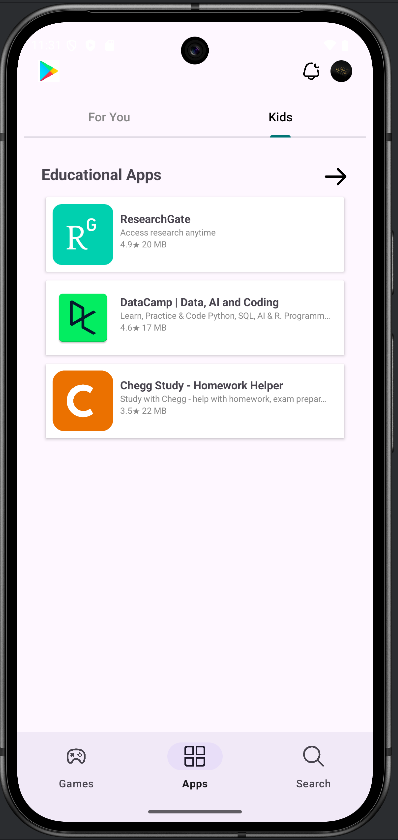 For You
Kids
Educational Apps
RG
ResearchGate
Access research anytime
4.9★ 20 MB
DataCamp | Data, AI and Coding
Learn, Practice & Code Python, SQL, AI & R. Programm...
4.6★ 17 MB
C
Chegg Study - Homework Helper
Study with Chegg - help with homework, exam prepar...
3.5★ 22 MB
Games
Apps
Search